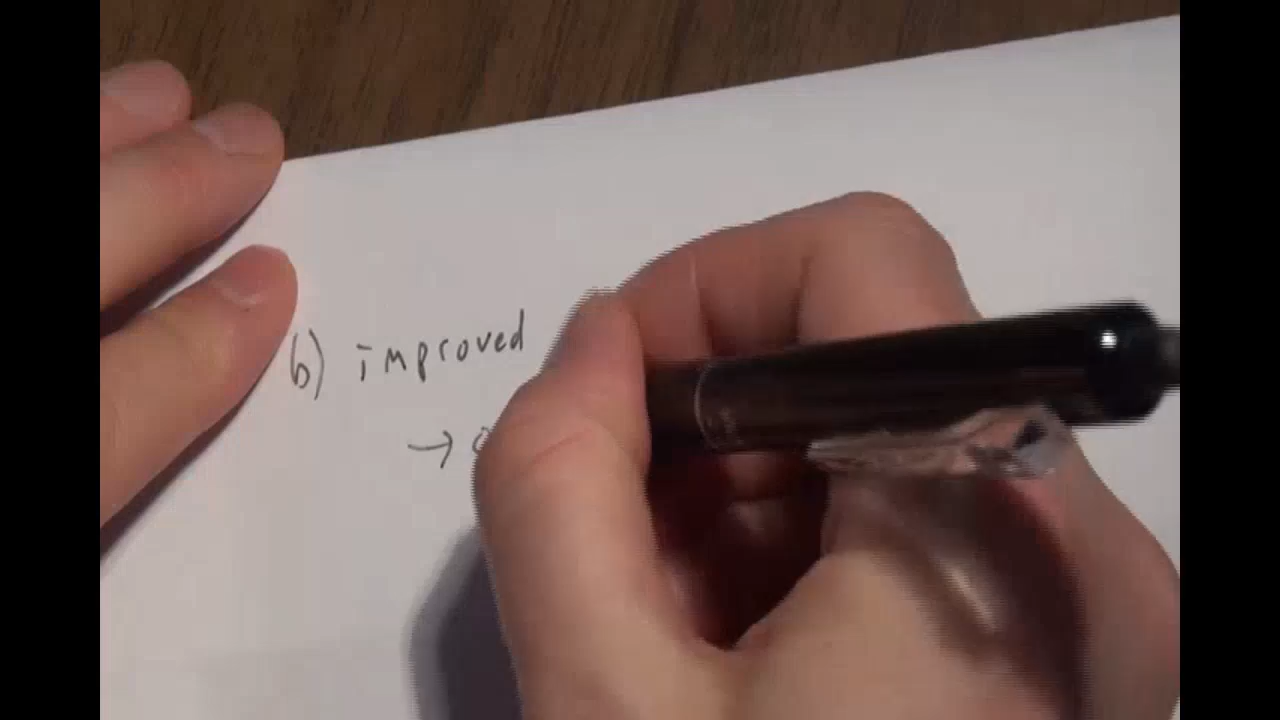 b) improved
→